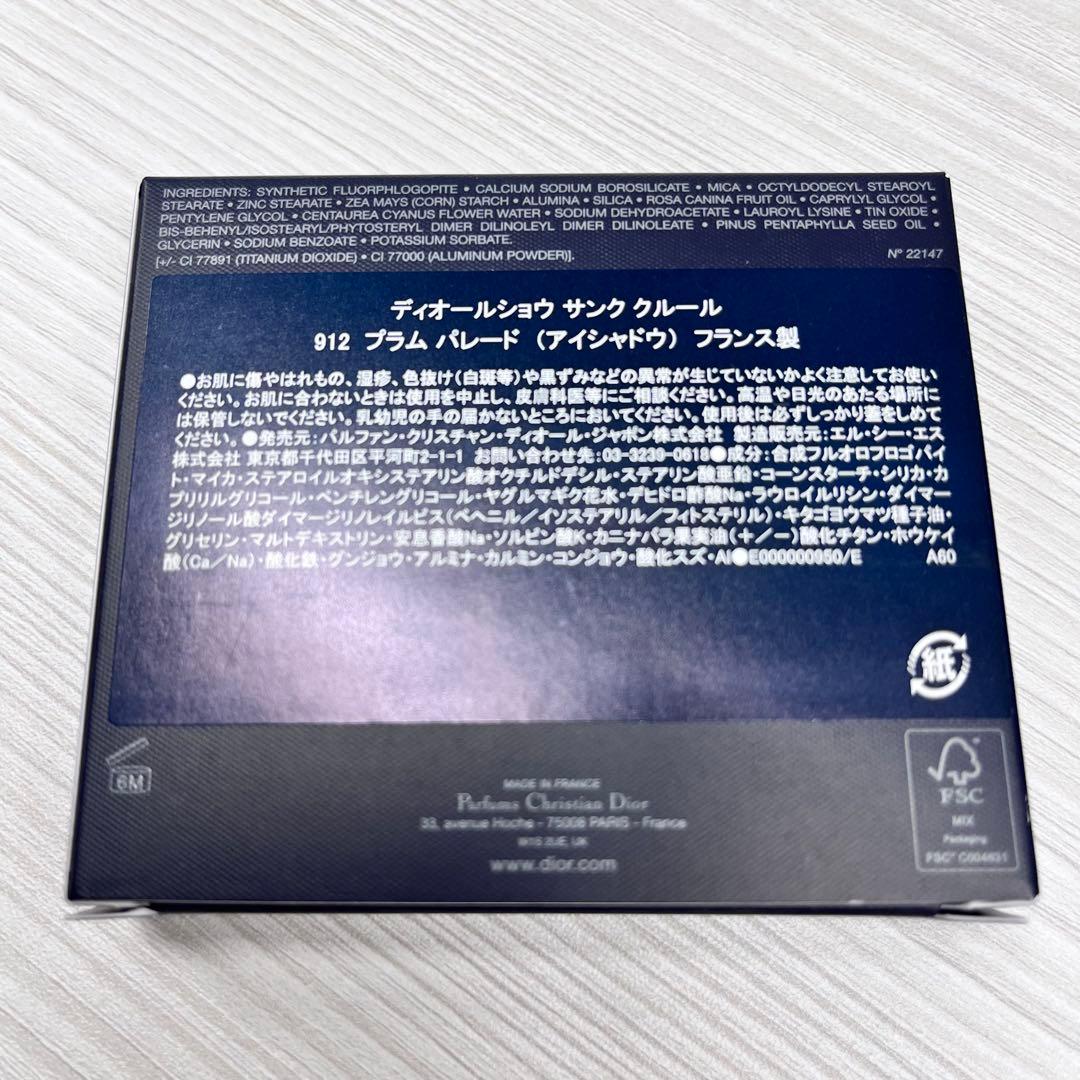 INGREDIENTS: SYNTHETIC FLUORPHLOGOPITE • CALCIUM SODIUM BOROSILICATE • MICA • OCTYLDODECYL STEAROYL
STEARATE • ZINC STEARATE • ZEA MAYS (CORN) STARCH • ALUMINA • SILICA • ROSA CANINA FRUIT OIL • CAPRYLYL GLYCOL •
PENTYLENE GLYCOL • CENTAUREA CYANUS FLOWER WATER • SODIUM DEHYDROACETATE • LAUROYL LYSINE • TIN OXIDE •
BIS-BEHENYL/ISOSTEARYL/PHYTOSTERYL DIMER DILINOLEYL DIMER DILINOLEATE • PINUS PENTAPHYLLA SEED OIL •
GLYCERIN • SODIUM BENZOATE • POTASSIUM SORBATE.
[+/- CI 77891 (TITANIUM DIOXIDE) • CI 77000 (ALUMINUM POWDER)]. N° 22147
ディオールショウ サンク クルール
912 プラム パレード (アイシャドウ) フランス製
●お肌に傷やはれもの、湿疹、色抜け(白斑等)や黒ずみなどの異常が生じていないかよく注意してお使い
ください。お肌に合わないときは使用を中止し、皮膚科医等にご相談ください。高温や日光のあたる場所に
は保管しないでください。乳幼児の手の届かないところにおいてください。使用後は必ずしっかり蓋をしめて
ください。●発売元:パルファン・クリスチャン・ディオール・ジャポン株式会社 製造販売元:エル・シー・エス
株式会社 東京都千代田区平河町2-1-1 お問い合わせ先:03-3239-0618●成分:合成フルオロフロゴパイ
ト・マイカ・ステアロイルオキシステアリン酸オクチルドデシル・ステアリン酸亜鉛・コーンスターチ・シリカ・カ
プリリルグリコール・ペンチレングリコール・ヤグルマギク花水・デヒドロ酢酸Na・ラウロイルリシン・ダイマー
ジリノール酸ダイマージリノレイルビス(ベヘニル/イソステアリル/フィトステリル)・キタゴヨウマツ種子油・
グリセリン・マルトデキストリン・安息香酸Na・ソルビン酸K・カニナバラ果実油(+/-)酸化チタン・ホウケイ
酸(Ca/Na)・酸化鉄・グンジョウ・アルミナ・カルミン・コンジョウ・酸化スズ・Al●E000000950/E A60
紙
6M
MADE IN FRANCE
Parfums Christian Dior
33, avenue Hoche - 75008 PARIS - France
W1S 2UE, UK
www.dior.com
FSC
MIX
Packaging
FSC® C004631